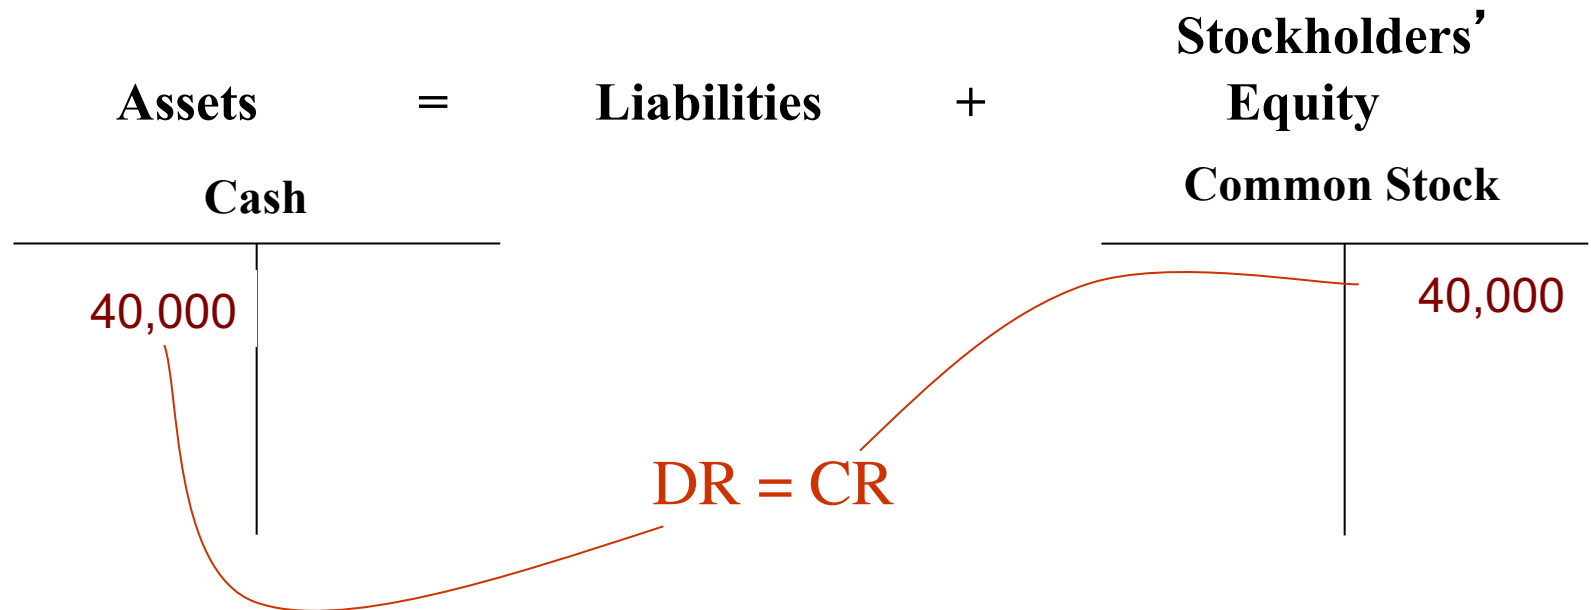 Stockholders’
Assets = Liabilities + Equity
Cash
Common Stock
40,000
40,000
DR = CR